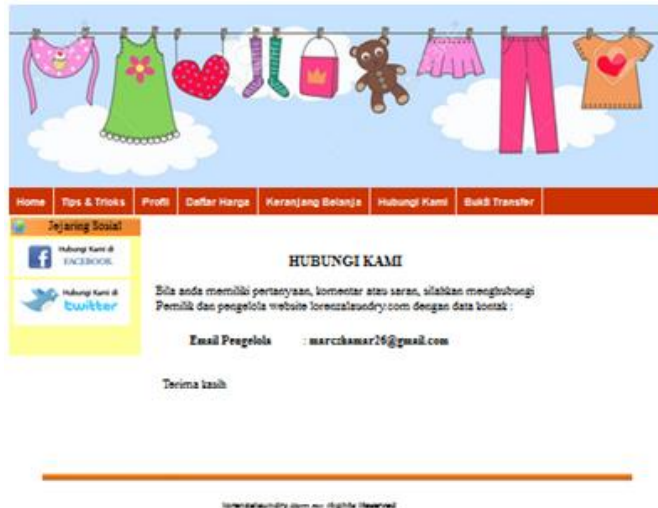 Home Tips & Triks Profil Daftar Harga Keranjang Belanja Hubungi Kami Bukti Transfer
Jejaring Sosial
Hubungi Kami di
FACEBOOK
Hubungi Kami di
twitter
HUBUNGI KAMI
Bila anda memiliki pertanyaan, komentar atau saran, silahkan menghubungi
Pemilik dan pengelola website lorenzalaundry.com dengan data kontak :
Email Pengelola : marczhamar26@gmail.com
Terima kasih